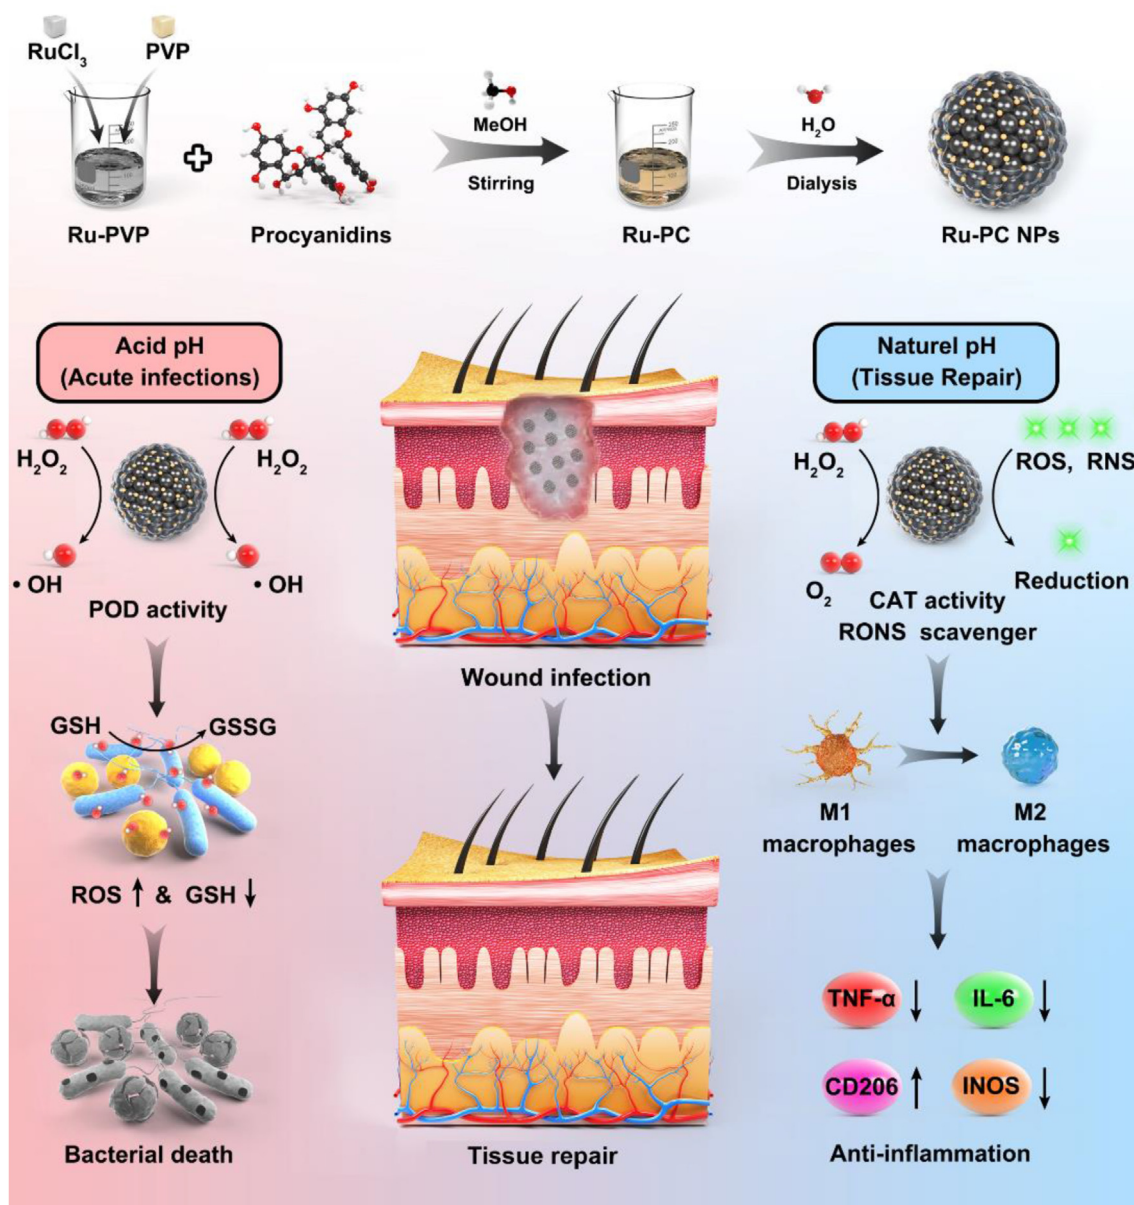 RuCl₃
PVP
Ru-PVP
Procyanidins
MeOH
Stirring
Ru-PC
H₂O
Dialysis
Ru-PC NPs
Acid pH
(Acute infections)
H₂O₂
H₂O₂
• OH
• OH
POD activity
GSH
GSSG
ROS ↑ & GSH ↓
Bacterial death
Wound infection
Tissue repair
Naturel pH
(Tissue Repair)
H₂O₂
ROS, RNS
O₂
Reduction
CAT activity
RONS scavenger
M1
macrophages
M2
macrophages
TNF-α ↓
IL-6 ↓
CD206 ↑
INOS ↓
Anti-inflammation